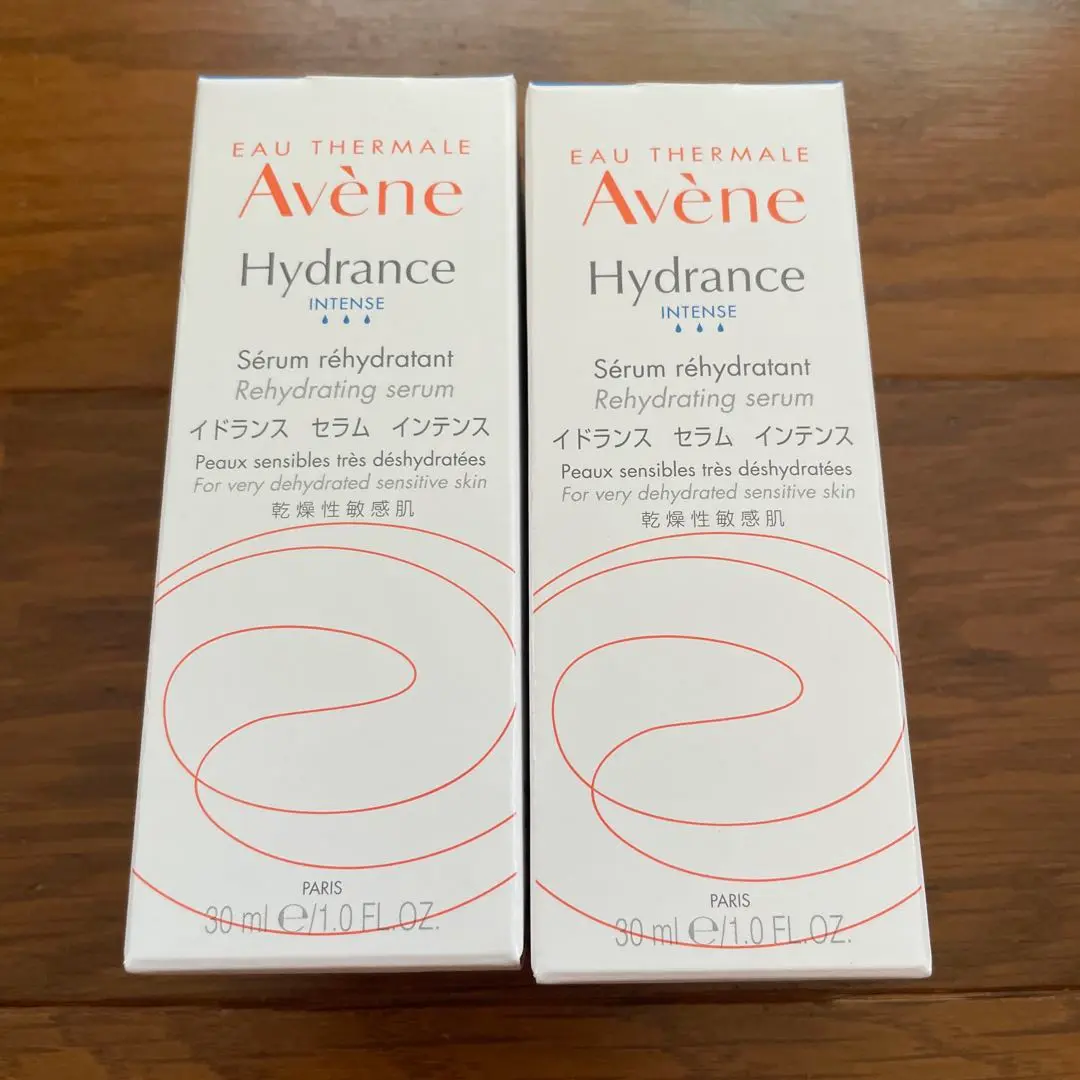 EAU THERMALE
Avène
Hydrance
INTENSE
Sérum réhydratant
Rehydrating serum
イドランス セラム インテンス
Peaux sensibles très déshydratées
For very dehydrated sensitive skin
乾燥性敏感肌
PARIS
30 ml e/1.0 FL.OZ.
EAU THERMALE
Avène
Hydrance
INTENSE
Sérum réhydratant
Rehydrating serum
イドランス セラム インテンス
Peaux sensibles très déshydratées
For very dehydrated sensitive skin
乾燥性敏感肌
PARIS
30 ml e/1.0 FL.OZ.